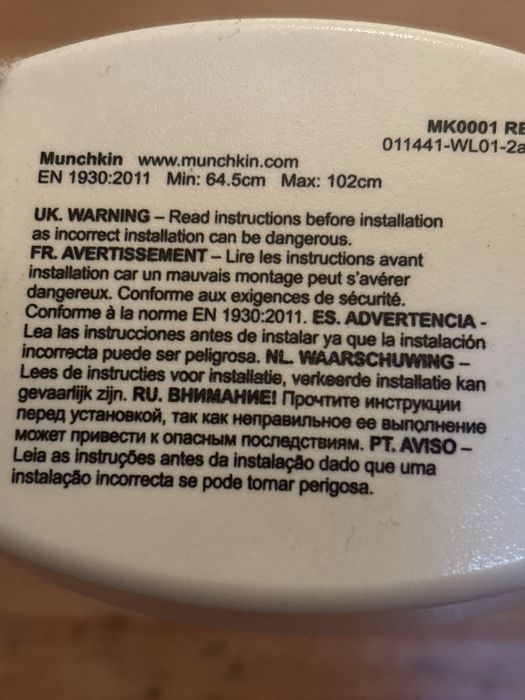 MK0001 RE
011441-WL01-2a
Munchkin www.munchkin.com
EN 1930:2011 Min: 64.5cm Max: 102cm
UK. WARNING – Read instructions before installation
as incorrect installation can be dangerous.
FR. AVERTISSEMENT – Lire les instructions avant
installation car un mauvais montage peut s'avérer
dangereux. Conforme aux exigences de sécurité.
Conforme à la norme EN 1930:2011. ES. ADVERTENCIA -
Lea las instrucciones antes de instalar ya que la instalación
incorrecta puede ser peligrosa. NL. WAARSCHUWING –
Lees de instructies voor installatie, verkeerde installatie kan
gevaarlijk zijn. RU. ВНИМАНИЕ! Прочтите инструкции
перед установкой, так как неправильное ее выполнение
может привести к опасным последствиям. PT. AVISO –
Leia as instruções antes da instalação dado que uma
instalação incorrecta se pode tornar perigosa.